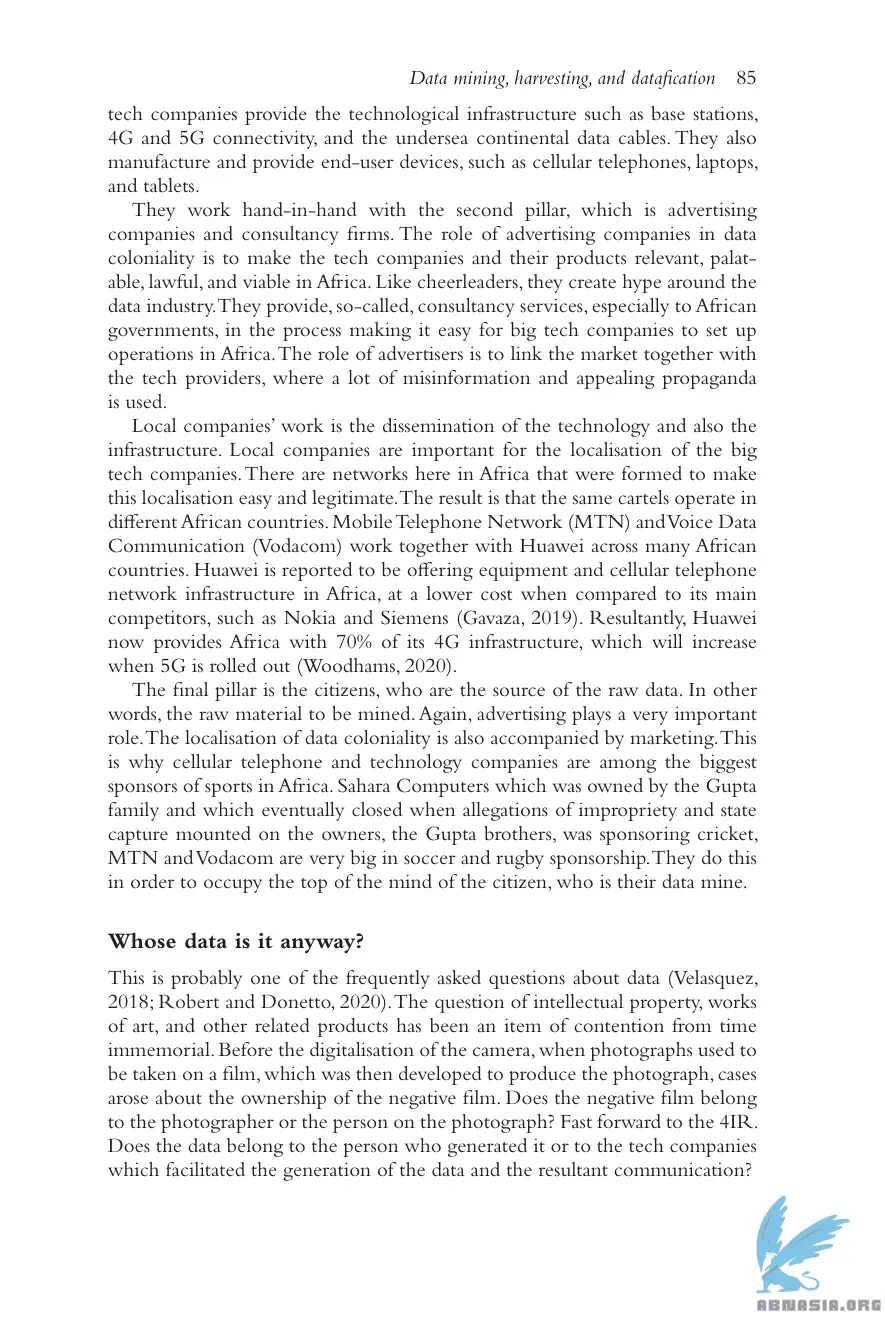 Data mining, harvesting, and datafication 85
tech companies provide the technological infrastructure such as base stations,
4G and 5G connectivity, and the undersea continental data cables. They also
manufacture and provide end-user devices, such as cellular telephones, laptops,
and tablets.
They work hand-in-hand with the second pillar, which is advertising
companies and consultancy firms. The role of advertising companies in data
coloniality is to make the tech companies and their products relevant, palat-
able, lawful, and viable in Africa. Like cheerleaders, they create hype around the
data industry. They provide, so-called, consultancy services, especially to African
governments, in the process making it easy for big tech companies to set up
operations in Africa. The role of advertisers is to link the market together with
the tech providers, where a lot of misinformation and appealing propaganda
is used.
Local companies' work is the dissemination of the technology and also the
infrastructure. Local companies are important for the localisation of the big
tech companies. There are networks here in Africa that were formed to make
this localisation easy and legitimate. The result is that the same cartels operate in
different African countries. Mobile Telephone Network (MTN) and Voice Data
Communication (Vodacom) work together with Huawei across many African
countries. Huawei is reported to be offering equipment and cellular telephone
network infrastructure in Africa, at a lower cost when compared to its main
competitors, such as Nokia and Siemens (Gavaza, 2019). Resultantly, Huawei
now provides Africa with 70% of its 4G infrastructure, which will increase
when 5G is rolled out (Woodhams, 2020).
The final pillar is the citizens, who are the source of the raw data. In other
words, the raw material to be mined. Again, advertising plays a very important
role. The localisation of data coloniality is also accompanied by marketing. This
is why cellular telephone and technology companies are among the biggest
sponsors of sports in Africa. Sahara Computers which was owned by the Gupta
family and which eventually closed when allegations of impropriety and state
capture mounted on the owners, the Gupta brothers, was sponsoring cricket,
MTN and Vodacom are very big in soccer and rugby sponsorship. They do this
in order to occupy the top of the mind of the citizen, who is their data mine.
Whose data is it anyway?
This is probably one of the frequently asked questions about data (Velasquez,
2018; Robert and Donetto, 2020). The question of intellectual property, works
of art, and other related products has been an item of contention from time
immemorial. Before the digitalisation of the camera, when photographs used to
be taken on a film, which was then developed to produce the photograph, cases
arose about the ownership of the negative film. Does the negative film belong
to the photographer or the person on the photograph? Fast forward to the 4IR.
Does the data belong to the person who generated it or to the tech companies
which facilitated the generation of the data and the resultant communication?
ABNASIA.ORG